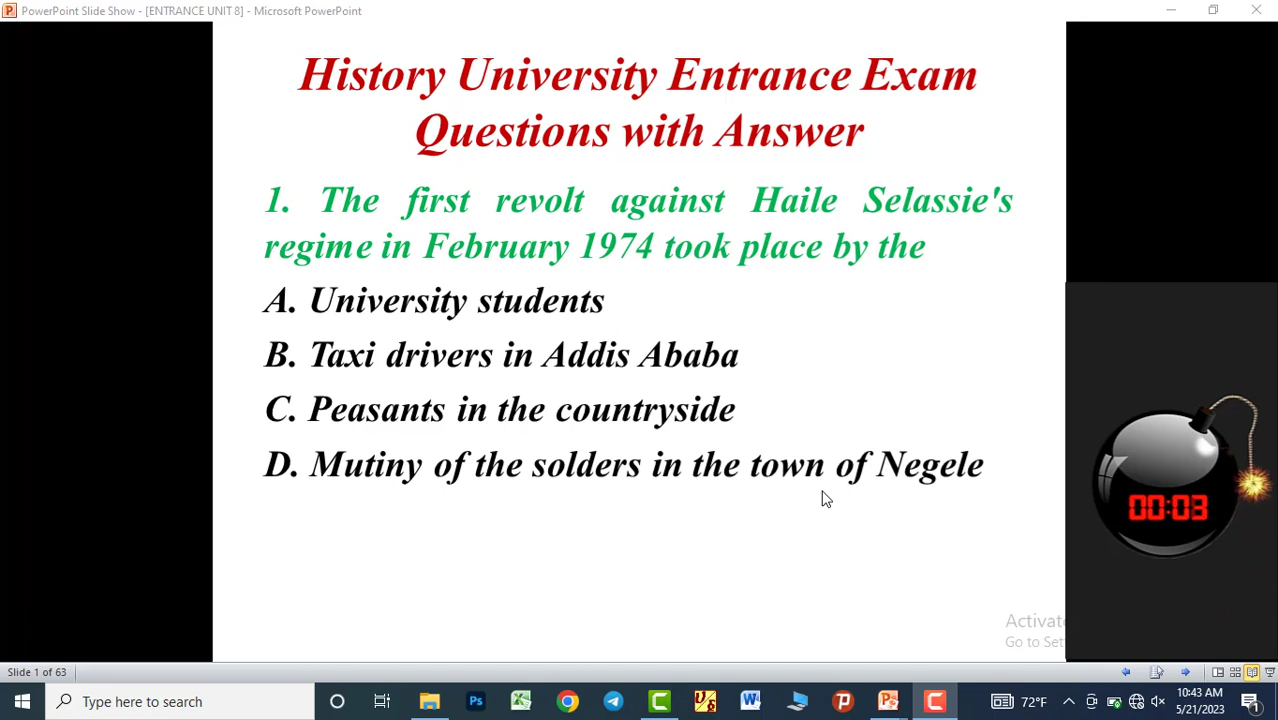 PowerPoint Slide Show - [ENTRANCE UNIT 8] - Microsoft PowerPoint
History University Entrance Exam
Questions with Answer
1. The first revolt against Haile Selassie's
regime in February 1974 took place by the
A. University students
B. Taxi drivers in Addis Ababa
C. Peasants in the countryside
D. Mutiny of the solders in the town of Negele
00:03
Activat
Go to Set
Slide 1 of 63
Type here to search
72°F
10:43 AM
5/21/2023